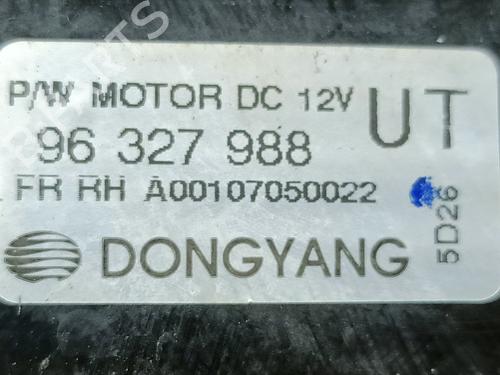 P/W MOTOR DC 12V
UT
96 327 988
FR RH A00107050022
5D26
DONGYANG